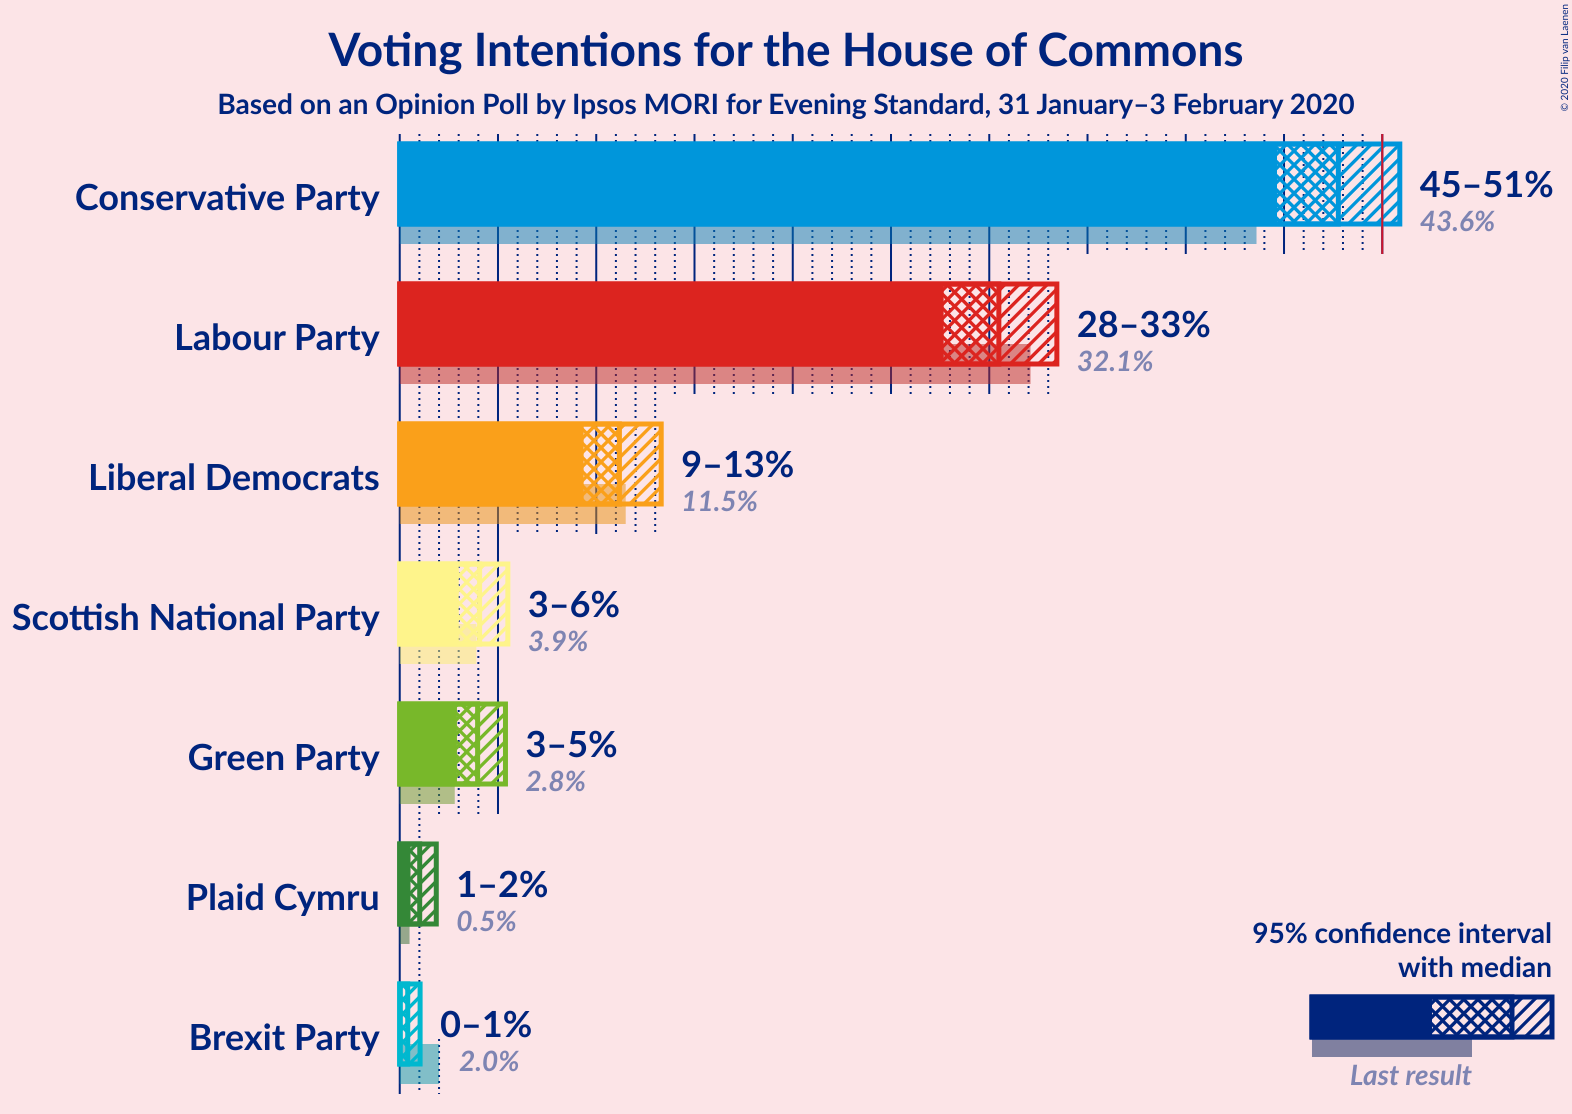 Voting Intentions for the House of Commons
Based on an Opinion Poll by Ipsos MORI for Evening Standard, 31 January–3 February 2020
© 2020 Filip van Laenen
Conservative Party
45–51%
43.6%
Labour Party
28–33%
32.1%
Liberal Democrats
9–13%
11.5%
Scottish National Party
3–6%
3.9%
Green Party
3–5%
2.8%
Plaid Cymru
1–2%
0.5%
Brexit Party
0–1%
2.0%
95% confidence interval
with median
Last result